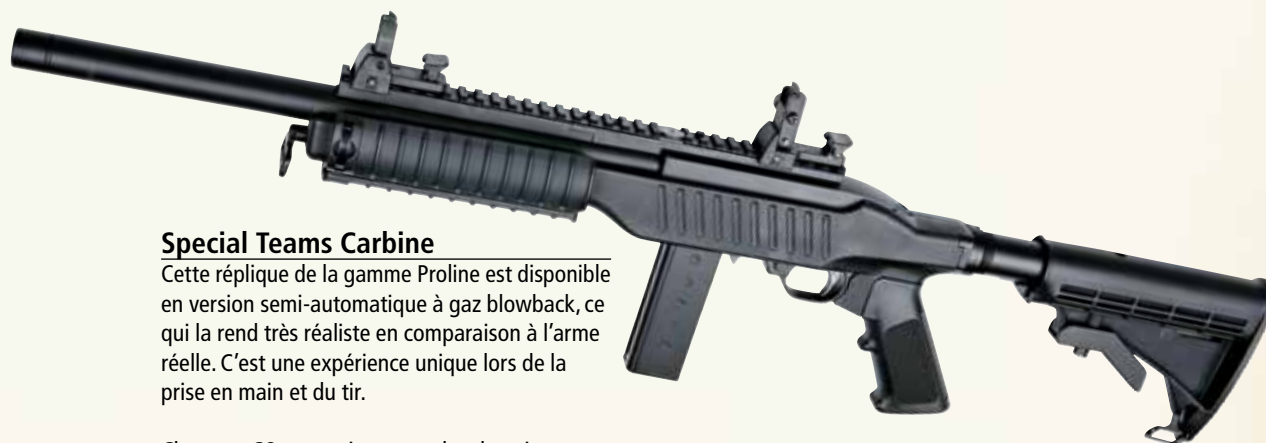 Special Teams Carbine
Cette réplique de la gamme Proline est disponible
en version semi-automatique à gaz blowback, ce
qui la rend très réaliste en comparaison à l’arme
réelle. C’est une expérience unique lors de la
prise en main et du tir.